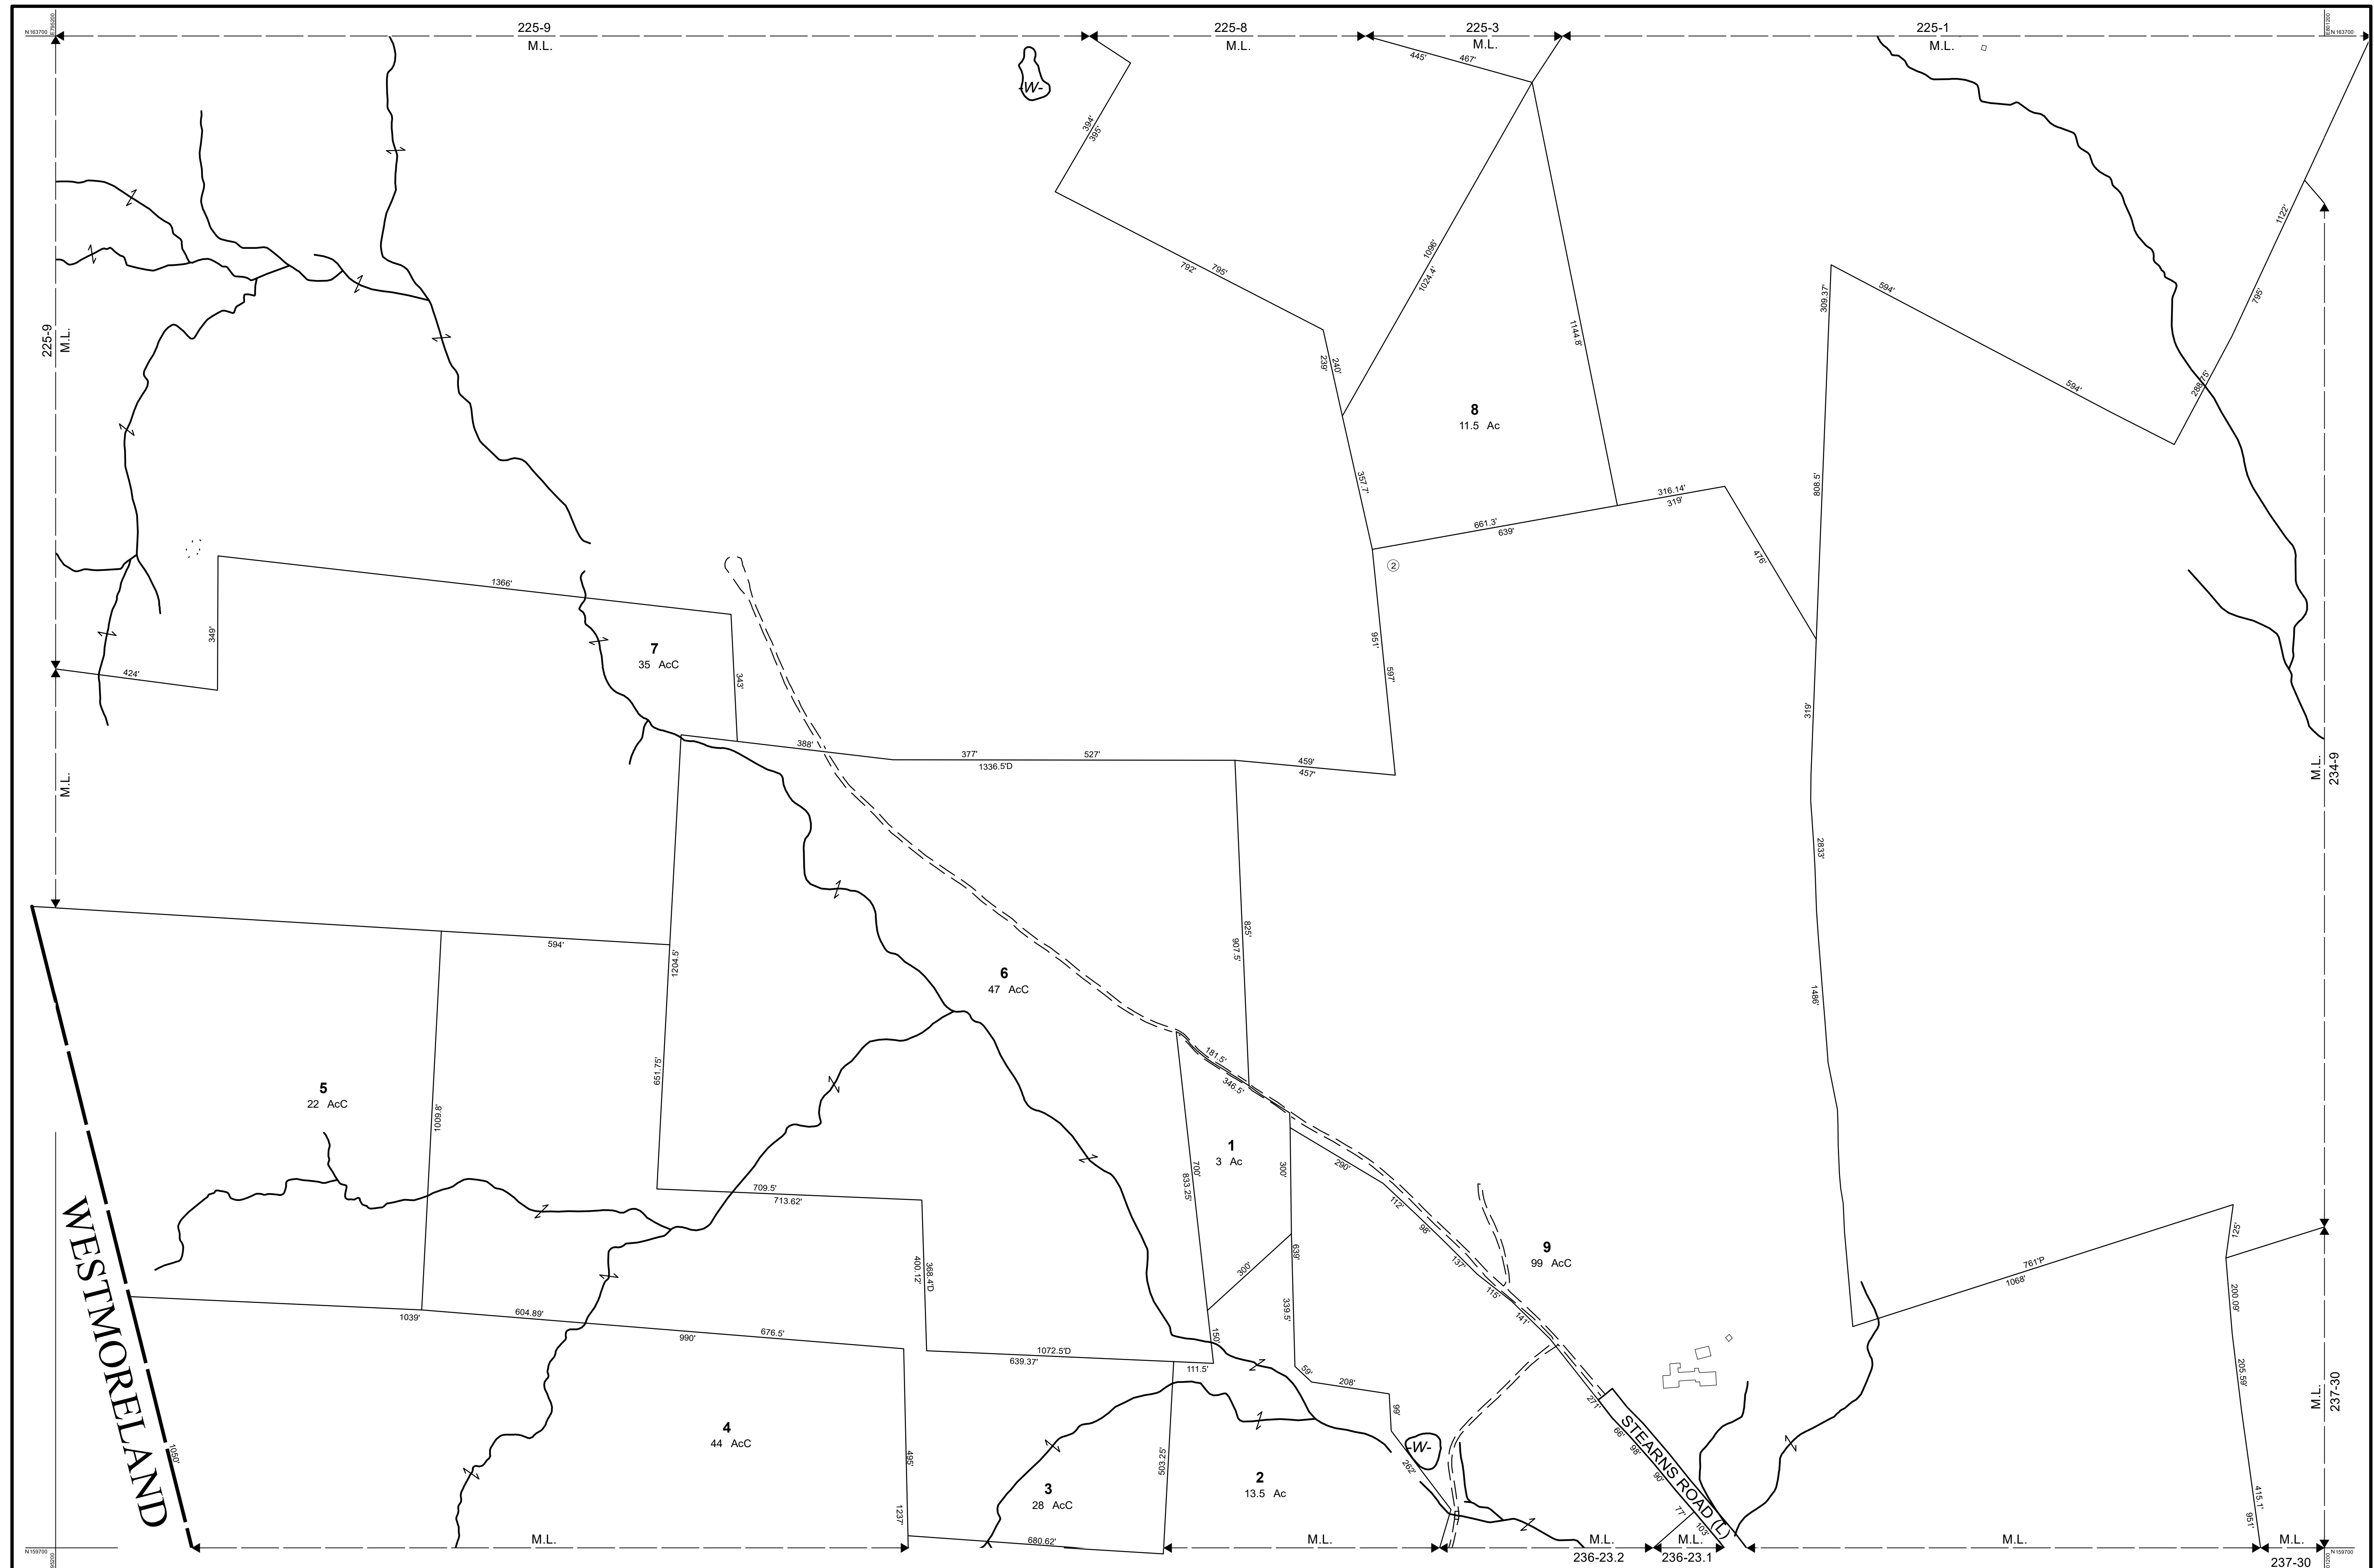 225-9
225-8
225-3
225-1
N 163700
E795200
M.L.
M.L.
M.L.
M.L.
E801200
N 163700
445'
467'
-W-
394'
395'
1122'
792'
795'
1096'
1024.4'
795'
594'
309.37'
225-9
M.L.
1144.8'
240'
239'
594'
288.75'
8
11.5 Ac
357.7'
808.5'
316.14'
319'
661.3'
639'
476'
2
1366'
349'
7
35 AcC
951'
597'
424'
343'
319'
388'
377'
527'
1336.5'D
459'
457'
M.L.
M.L.
234-9
2833'
594'
1204.5'
825'
907.5'
6
47 AcC
1486'
181.5'
346.5'
651.75'
5
22 AcC
1009.8'
1
3 Ac
700'
833.25'
300'
290'
709.5'
713.62'
112'
98'
125'
639'
9
99 AcC
137'
300'
400.12'
368.4'D
761'P
1068'
115'
200.09'
339.5'
141'
604.89'
1039'
676.5'
990'
150'
1072.5'D
639.37'
111.5'
59'
208'
205.59'
WESTMORELAND
99'
271'
M.L.
237-30
STEARNS ROAD (L)
66'
98'
90'
77'
103'
4
44 AcC
1050'
495'
503.25'
-W-
262'
3
28 AcC
2
13.5 Ac
415.1'
951'
1237'
680.62'
N 159700
M.L.
M.L.
M.L.
M.L.
M.L.
M.L.
N 159700
236-23.2
236-23.1
237-30